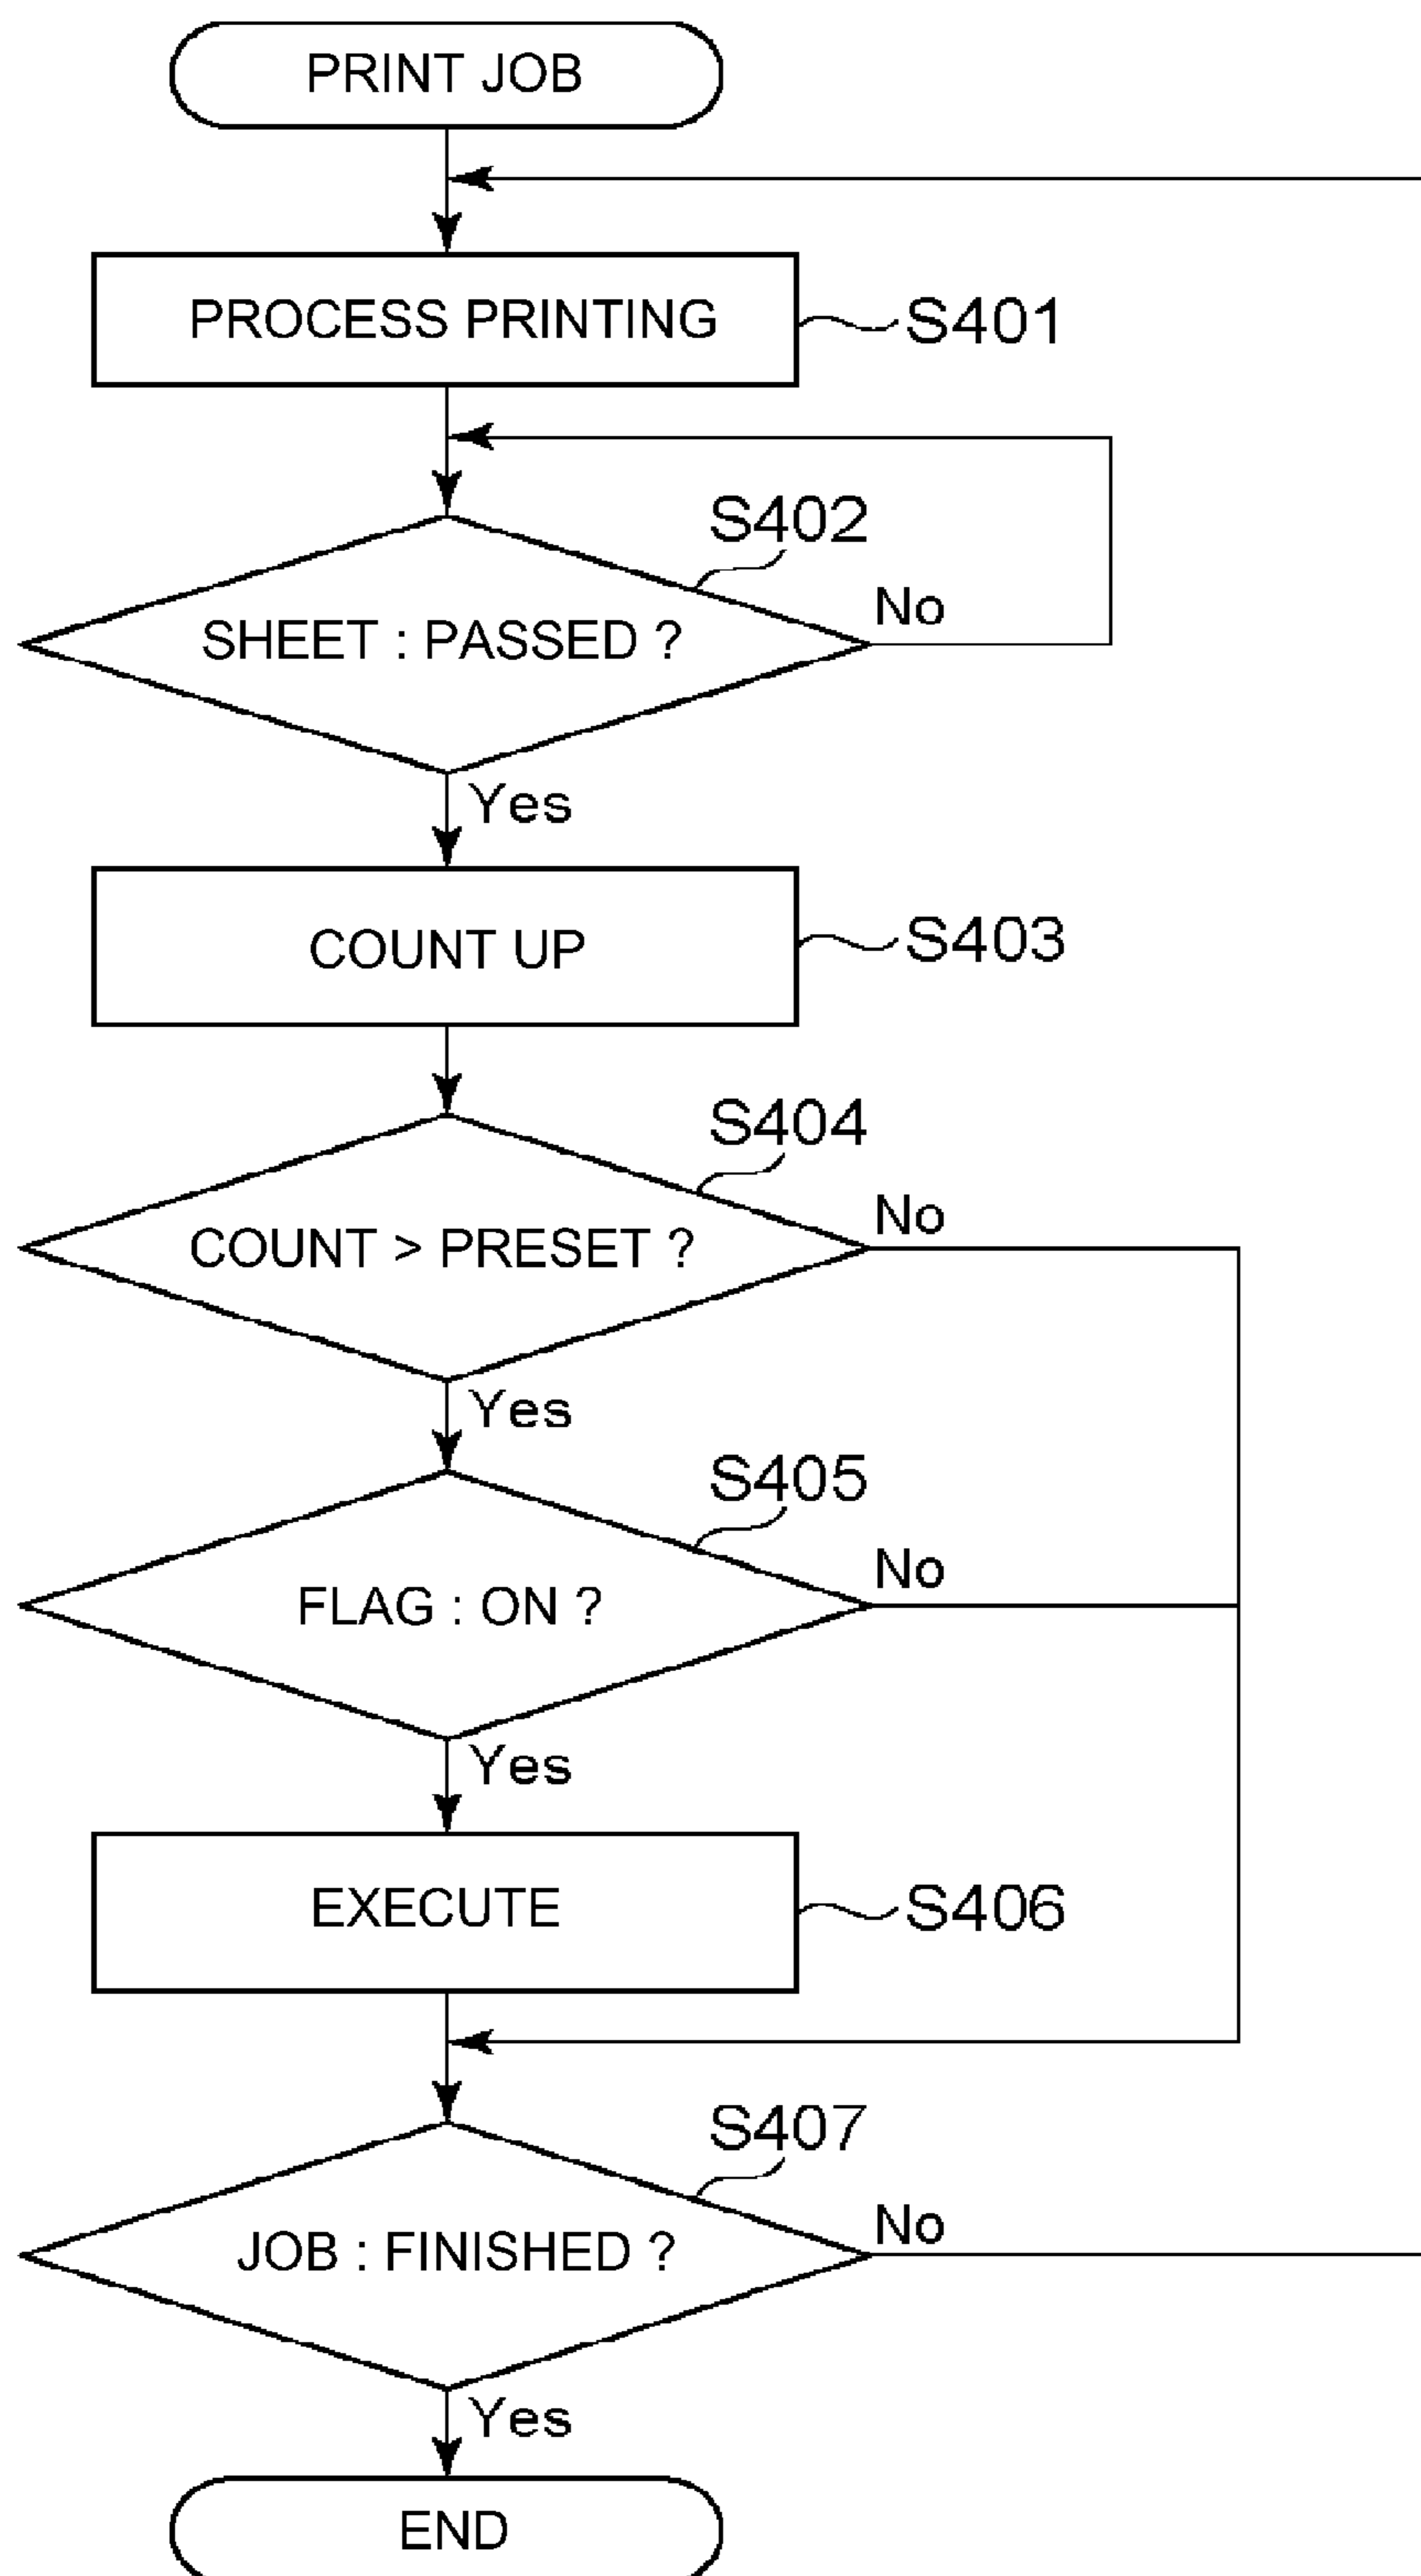 PRINT JOB
PROCESS PRINTING
S401
S402
SHEET : PASSED ?
No
Yes
COUNT UP
S403
S404
COUNT > PRESET ?
No
Yes
S405
FLAG : ON ?
No
Yes
EXECUTE
S406
S407
JOB : FINISHED ?
No
Yes
END